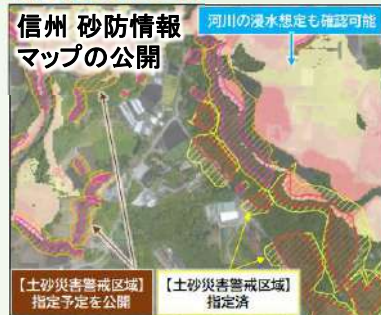 信州 砂防情報
マップの公開
河川の浸水想定も確認可能
【土砂災害警戒区域】
指定予定を公開
【土砂災害警戒区域】
指定済